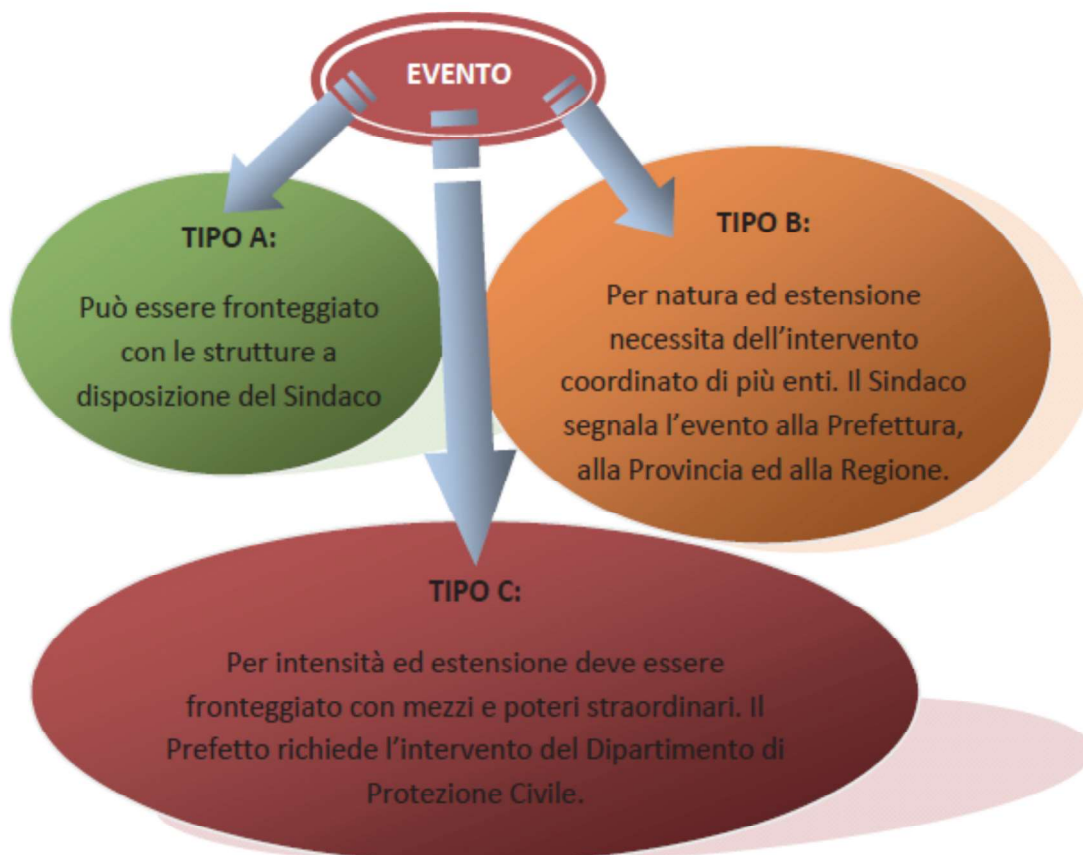 EVENTO
TIPO A:
Può essere fronteggiato
con le strutture a
disposizione del Sindaco
TIPO B:
Per natura ed estensione
necessita dell’intervento
coordinato di più enti. Il Sindaco
segnala l’evento alla Prefettura,
alla Provincia ed alla Regione.
TIPO C:
Per intensità ed estensione deve essere
fronteggiato con mezzi e poteri straordinari. Il
Prefetto richiede l’intervento del Dipartimento di
Protezione Civile.